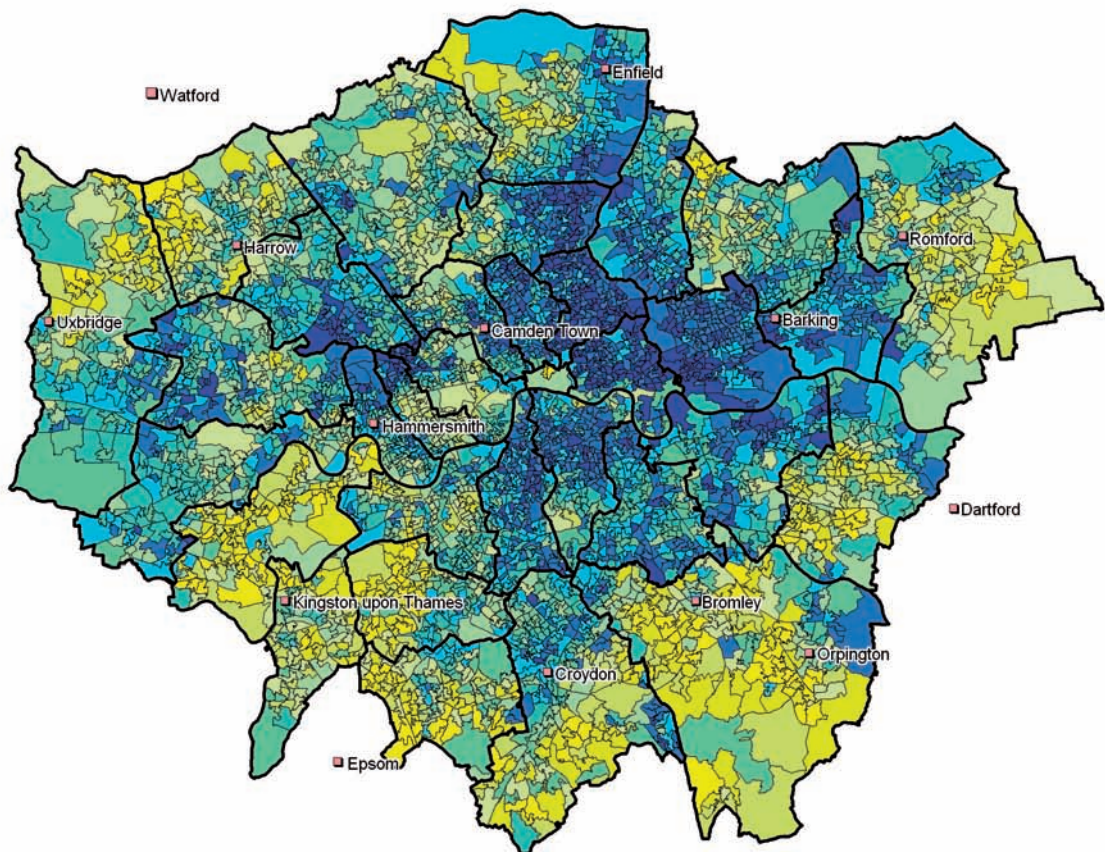 Enfield
Watford
Romford
Harrow
Uxbridge
Camden Town
Barking
Hammersmith
Dartford
Kingston upon Thames
Bromley
Orpington
Croydon
Epsom